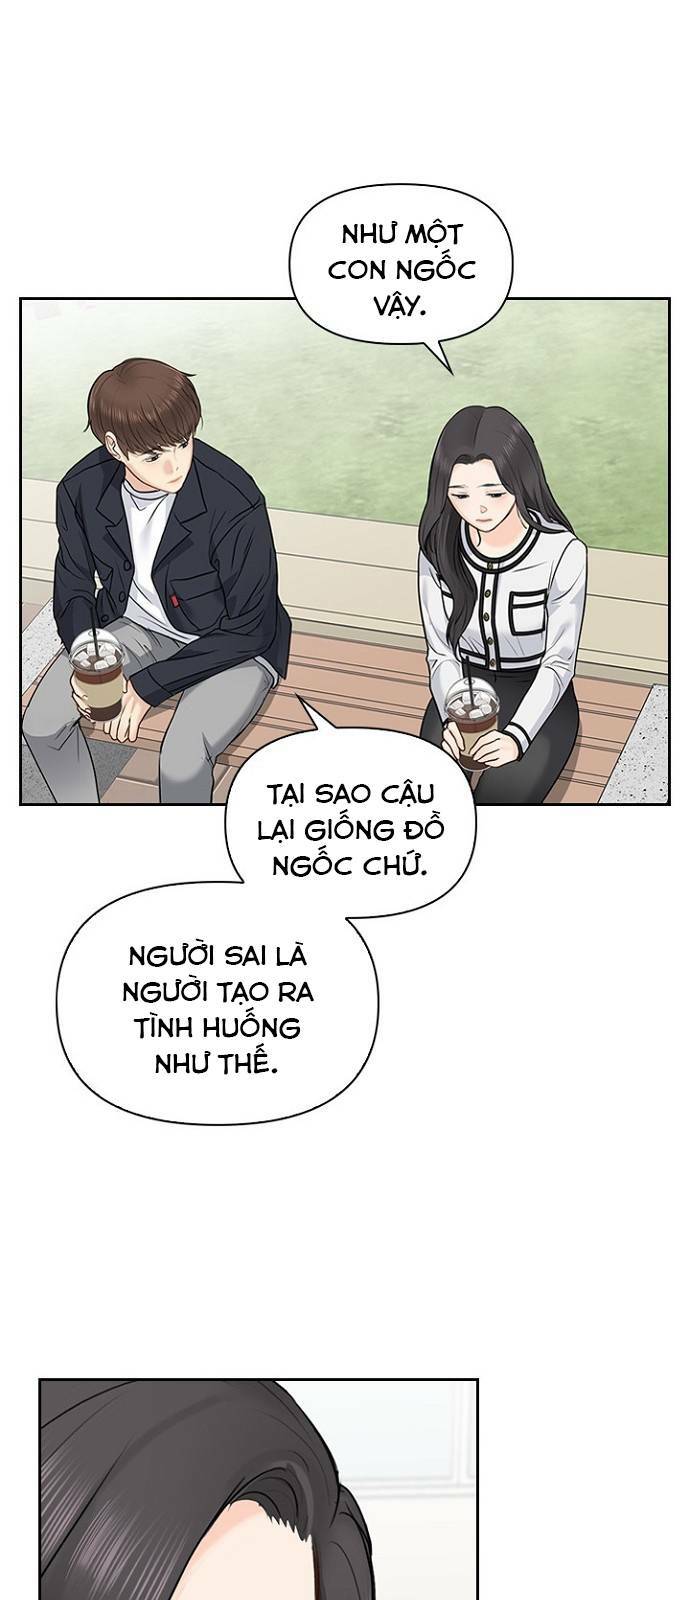 NHƯ MỘT
CON NGỐC
VẬY.
TẠI SAO CẬU
LẠI GIỐNG ĐỒ
NGỐC CHỨ.
NGƯỜI SAI LÀ
NGƯỜI TẠO RA
TÌNH HUỐNG
NHƯ THẾ.